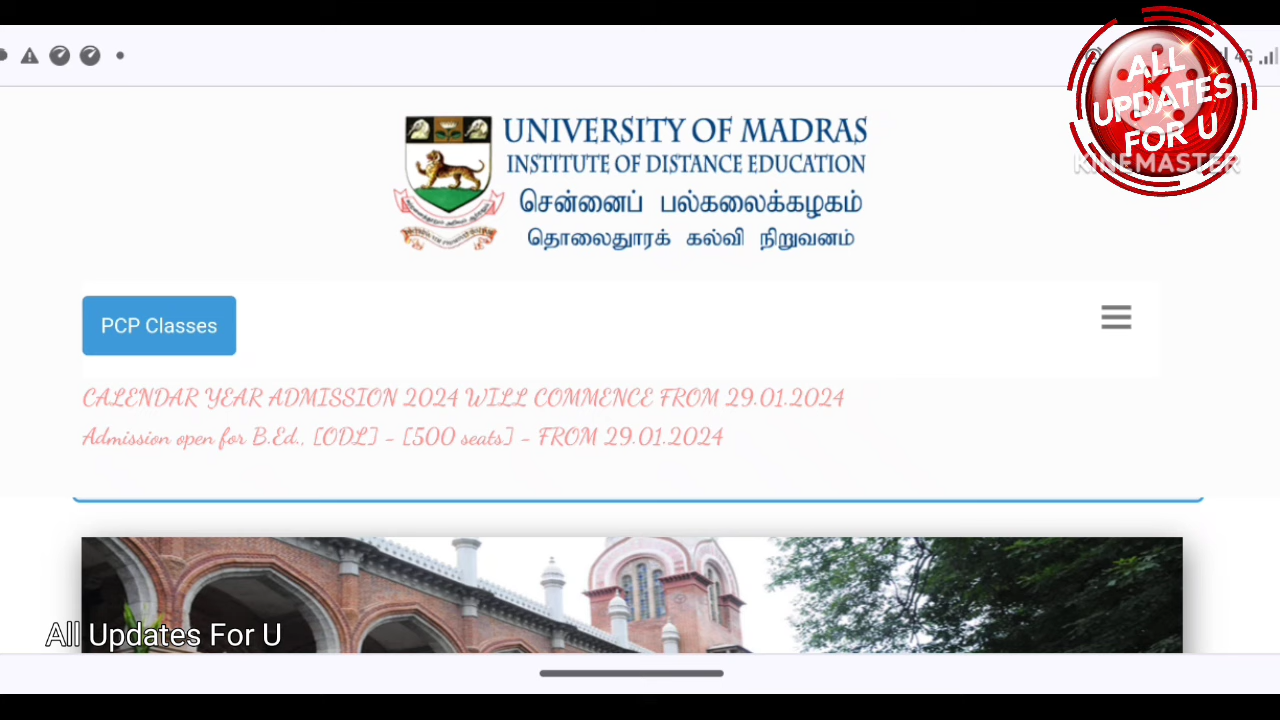 4G
ALL
UPDATES
FOR U
KINEMASTER
UNIVERSITY OF MADRAS
INSTITUTE OF DISTANCE EDUCATION
சென்னைப் பல்கலைக்கழகம்
தொலைதூரக் கல்வி நிறுவனம்
PCP Classes
CALENDAR YEAR ADMISSION 2024 WILL COMMENCE FROM 29.01.2024
Admission open for B.Ed., [ODL] - [500 seats] - FROM 29.01.2024
All Updates For U